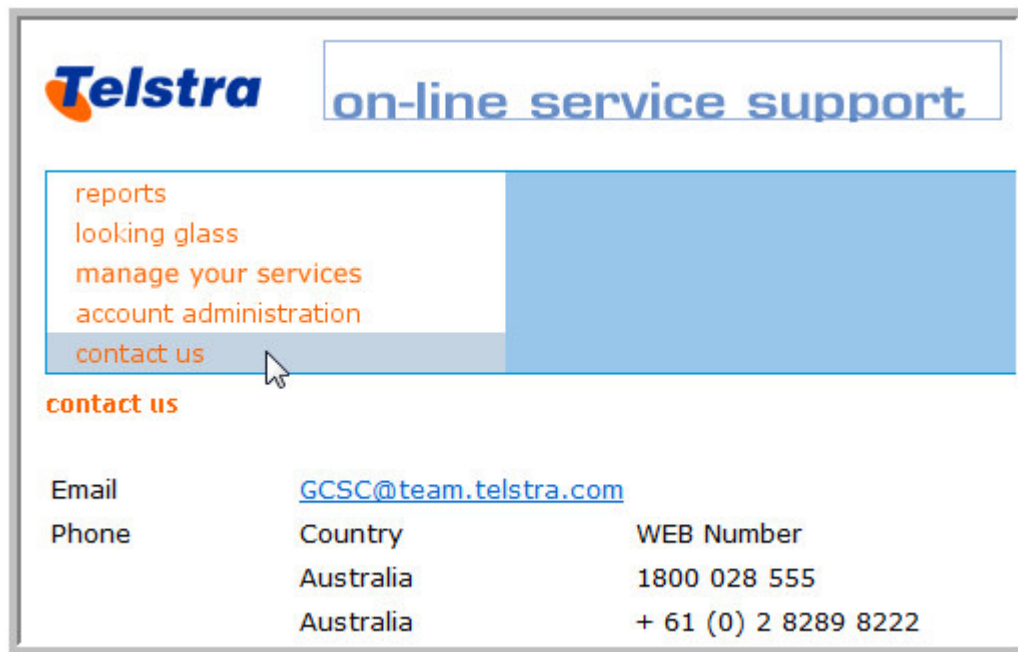 Telstra
on-line service support
reports
looking glass
manage your services
account administration
contact us
contact us
Email GCSC@team.telstra.com
Phone Country WEB Number
Australia 1800 028 555
Australia + 61 (0) 2 8289 8222